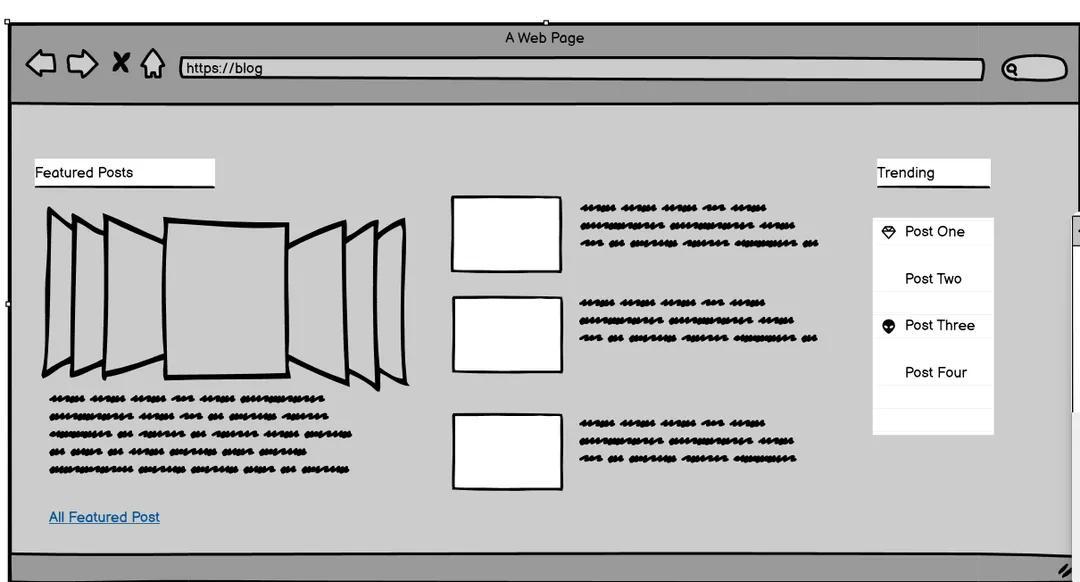 A Web Page
https://blog
Featured Posts
All Featured Post
Trending
Post One
Post Two
Post Three
Post Four